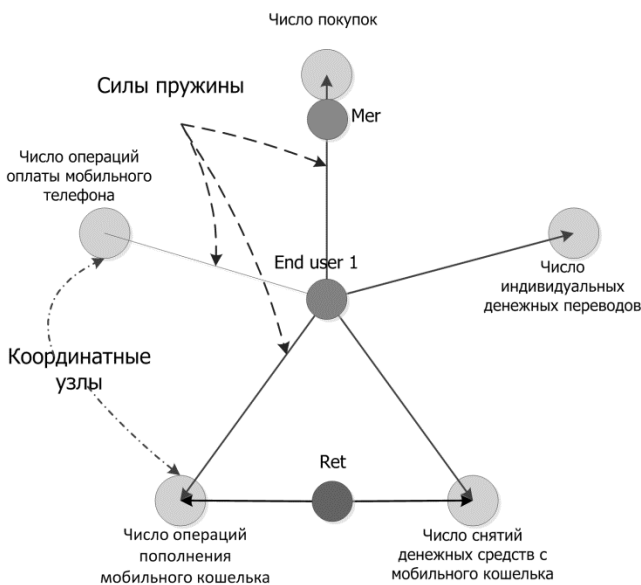 Число покупок
Силы пружины
Mer
Число операций
оплаты мобильного
телефона
End user 1
Число
индивидуальных
денежных переводов
Координатные
узлы
Ret
Число операций
пополнения
мобильного кошелька
Число снятий
денежных средств с
мобильного кошелька